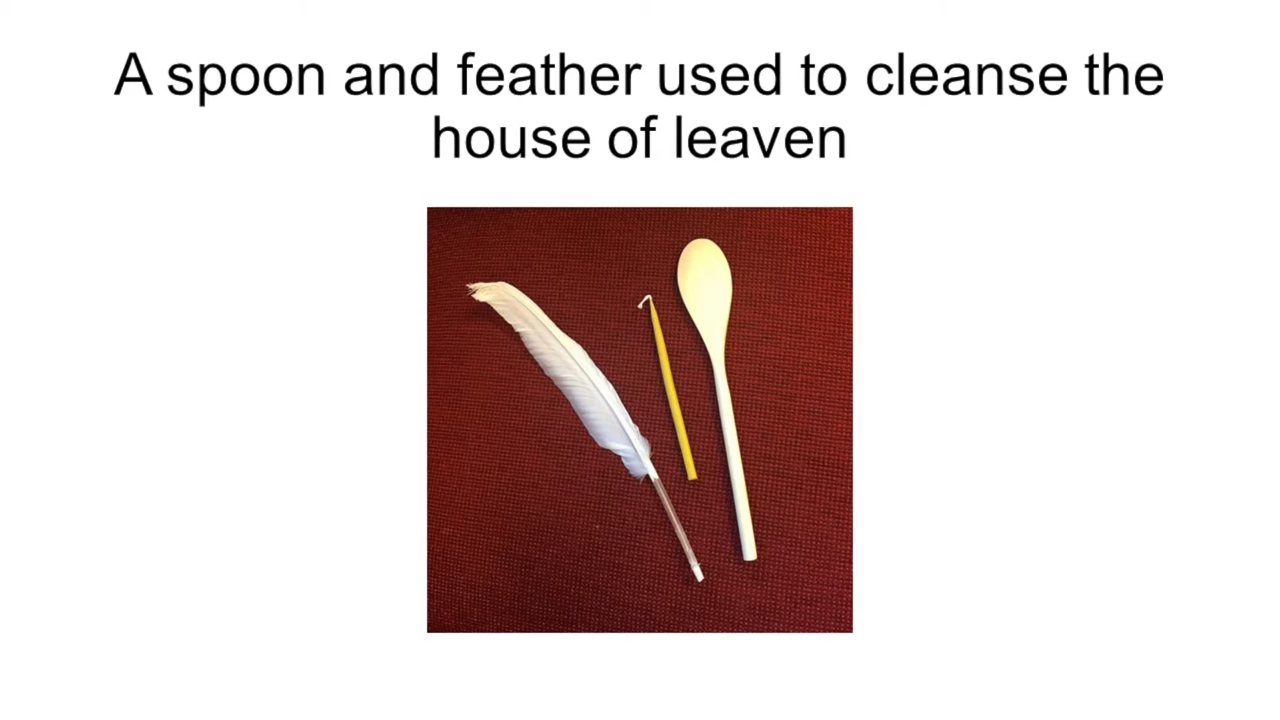 A spoon and feather used to cleanse the
house of leaven